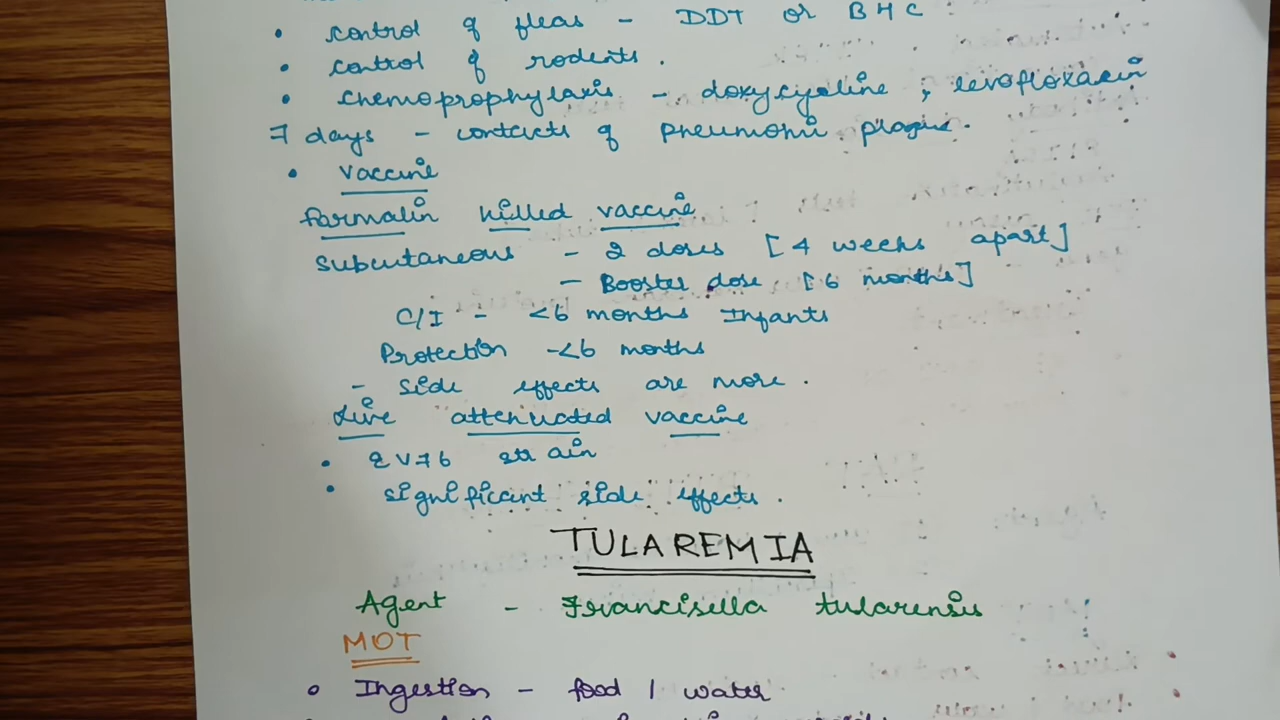 • control of fleas - DDT or BHC
• control of rodents.
• chemoprophylaxis - doxycycline, levofloxacin
7 days - contacts of pneumonic plague.
• vaccine
Formalin killed vaccine
subcutaneous - 2 doses [4 weeks apart]
- Booster dose [6 months]
C/I - <6 months Infants
Protection - <6 months
- side effects are more.
Live attenuated vaccine
• EV76 strain
• significant side effects.
TULAREMIA
Agent - Francisella tularensis
MOT
• Ingestion - food / water